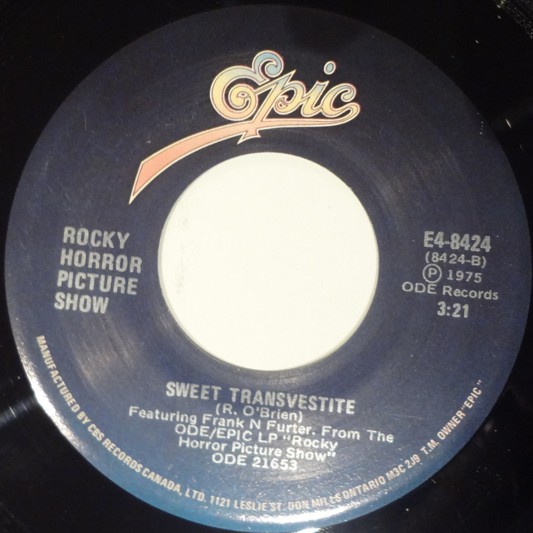 Epic
ROCKY
HORROR
PICTURE
SHOW
E4-8424
(8424-B)
Ⓟ 1975
ODE Records
3:21
SWEET TRANSVESTITE
(R. O'Brien)
Featuring Frank N Furter. From The
ODE/EPIC LP "Rocky
Horror Picture Show"
ODE 21653
MANUFACTURED BY CBS RECORDS CANADA, LTD. 1121 LESLIE ST. DON MILLS ONTARIO M3C 2J9 T.M. OWNER "EPIC"